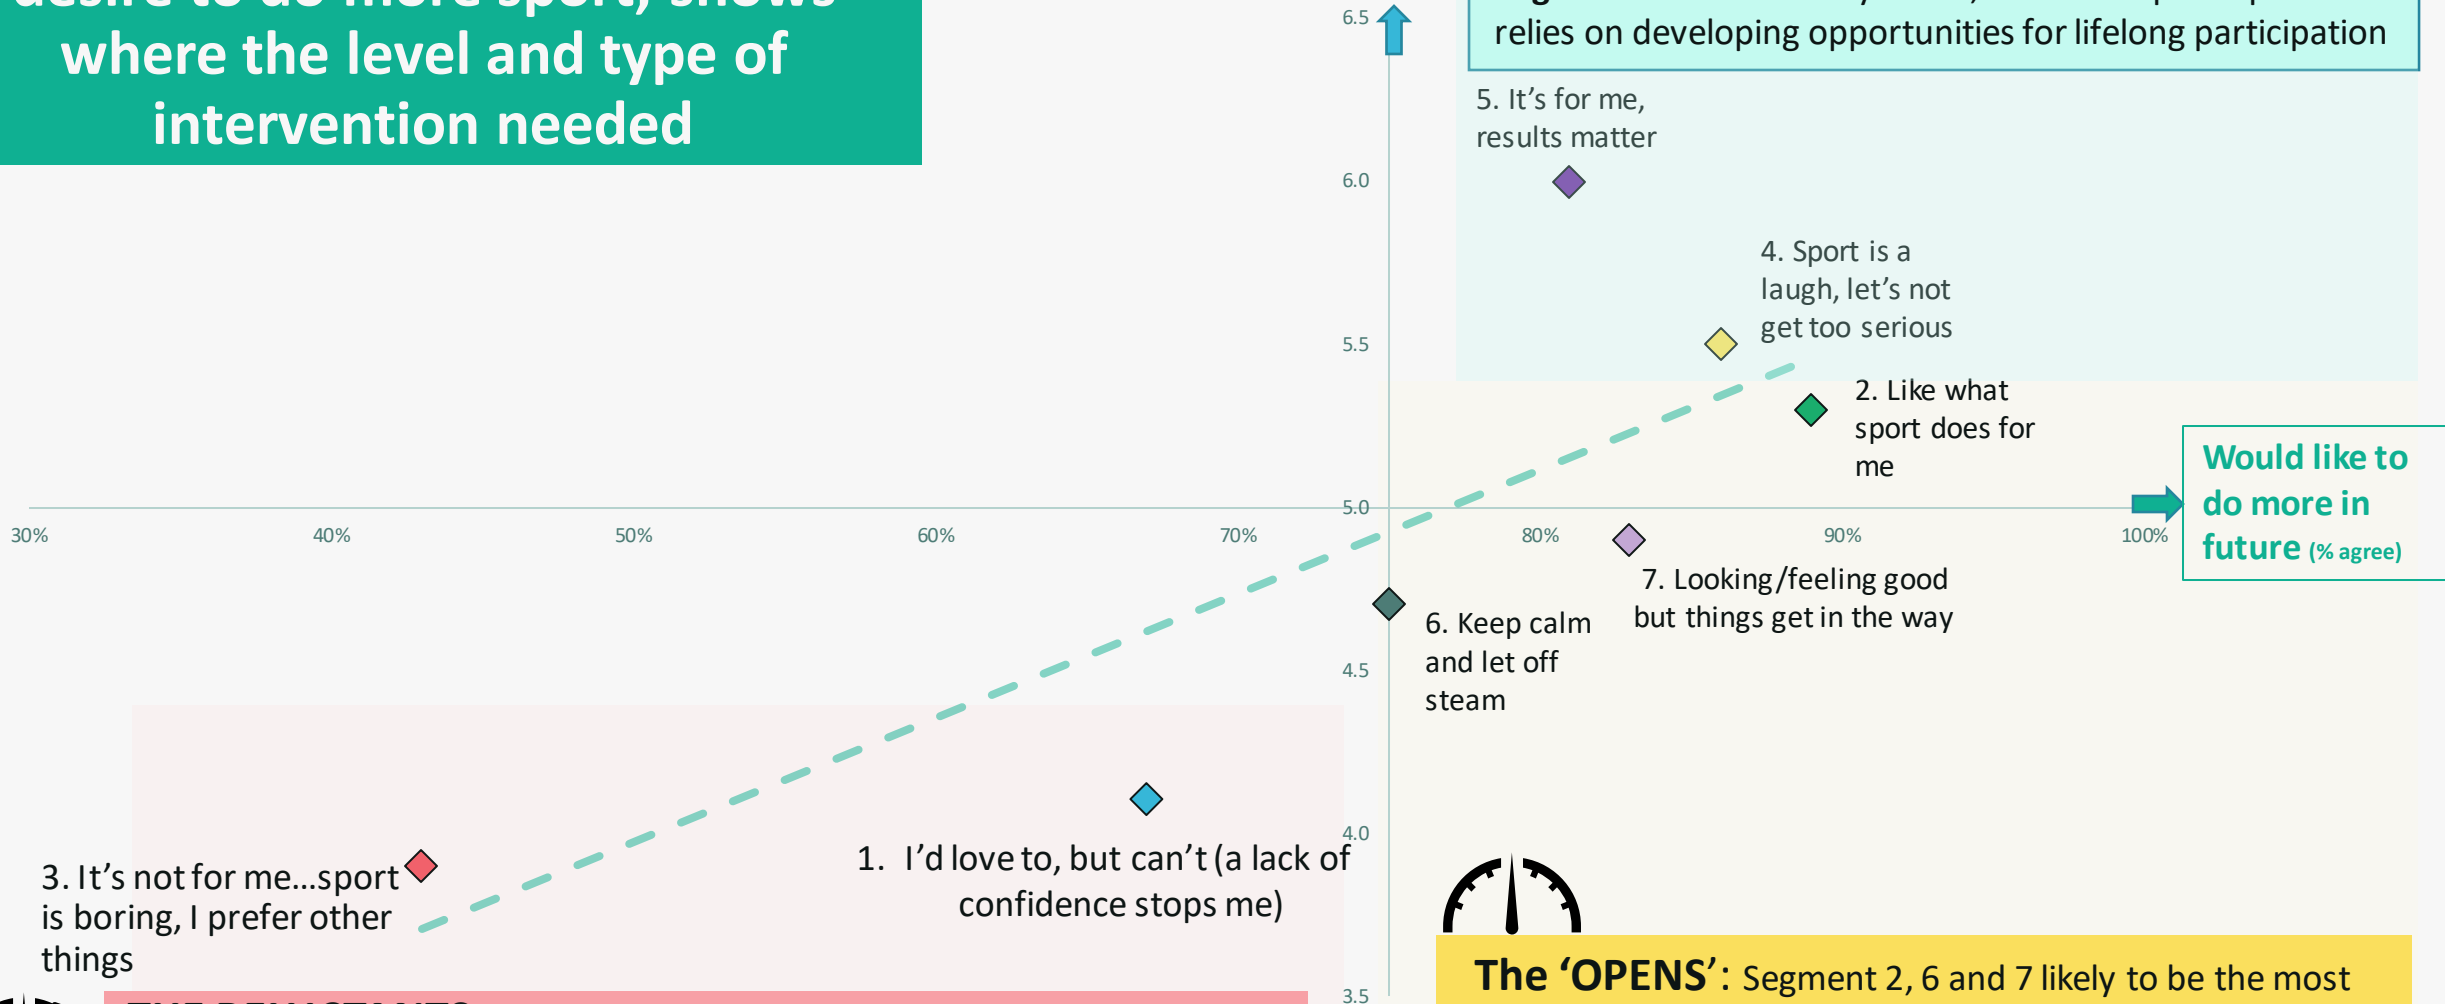 desire to do more sport, shows
where the level and type of
intervention needed
6.5
relies on developing opportunities for lifelong participation
5. It's for me,
results matter
6.0
4. Sport is a
laugh, let's not
get too serious
5.5
2. Like what
sport does for
me
Would like to
do more in
future (% agree)
5.0
30%
40%
50%
60%
70%
80%
90%
100%
7. Looking/feeling good
but things get in the way
6. Keep calm
and let off
steam
4.5
4.0
1. I'd love to, but can't (a lack of
confidence stops me)
3. It's not for me...sport
is boring, I prefer other
things
The 'OPENS': Segment 2, 6 and 7 likely to be the most
3.5